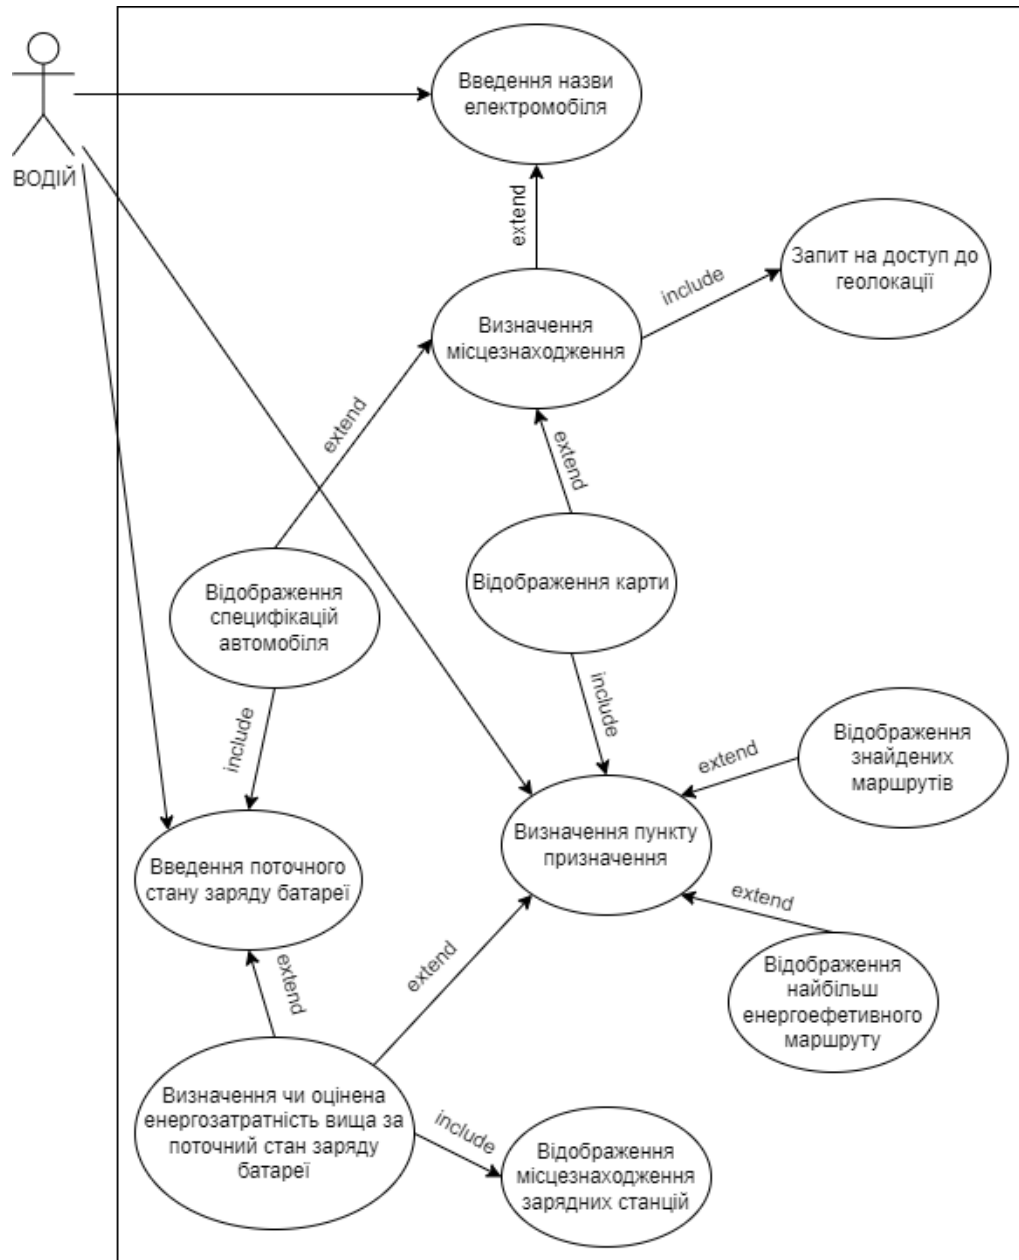 Введення назви
електромобіля
ВОДІЙ
extend
Запит на доступ до
геолокації
include
Визначення
місцезнаходження
extend
extend
Відображення
специфікацій
автомобіля
Відображення карти
include
include
Відображення
знайдених
маршрутів
extend
Визначення пункту
призначення
Введення поточного
стану заряду батареї
extend
extend
extend
Відображення
найбільш
енергоефетивного
маршруту
Визначення чи оцінена
енергозатратність вища за
поточний стан заряду
батареї
include
Відображення
місцезнаходження
зарядних станцій